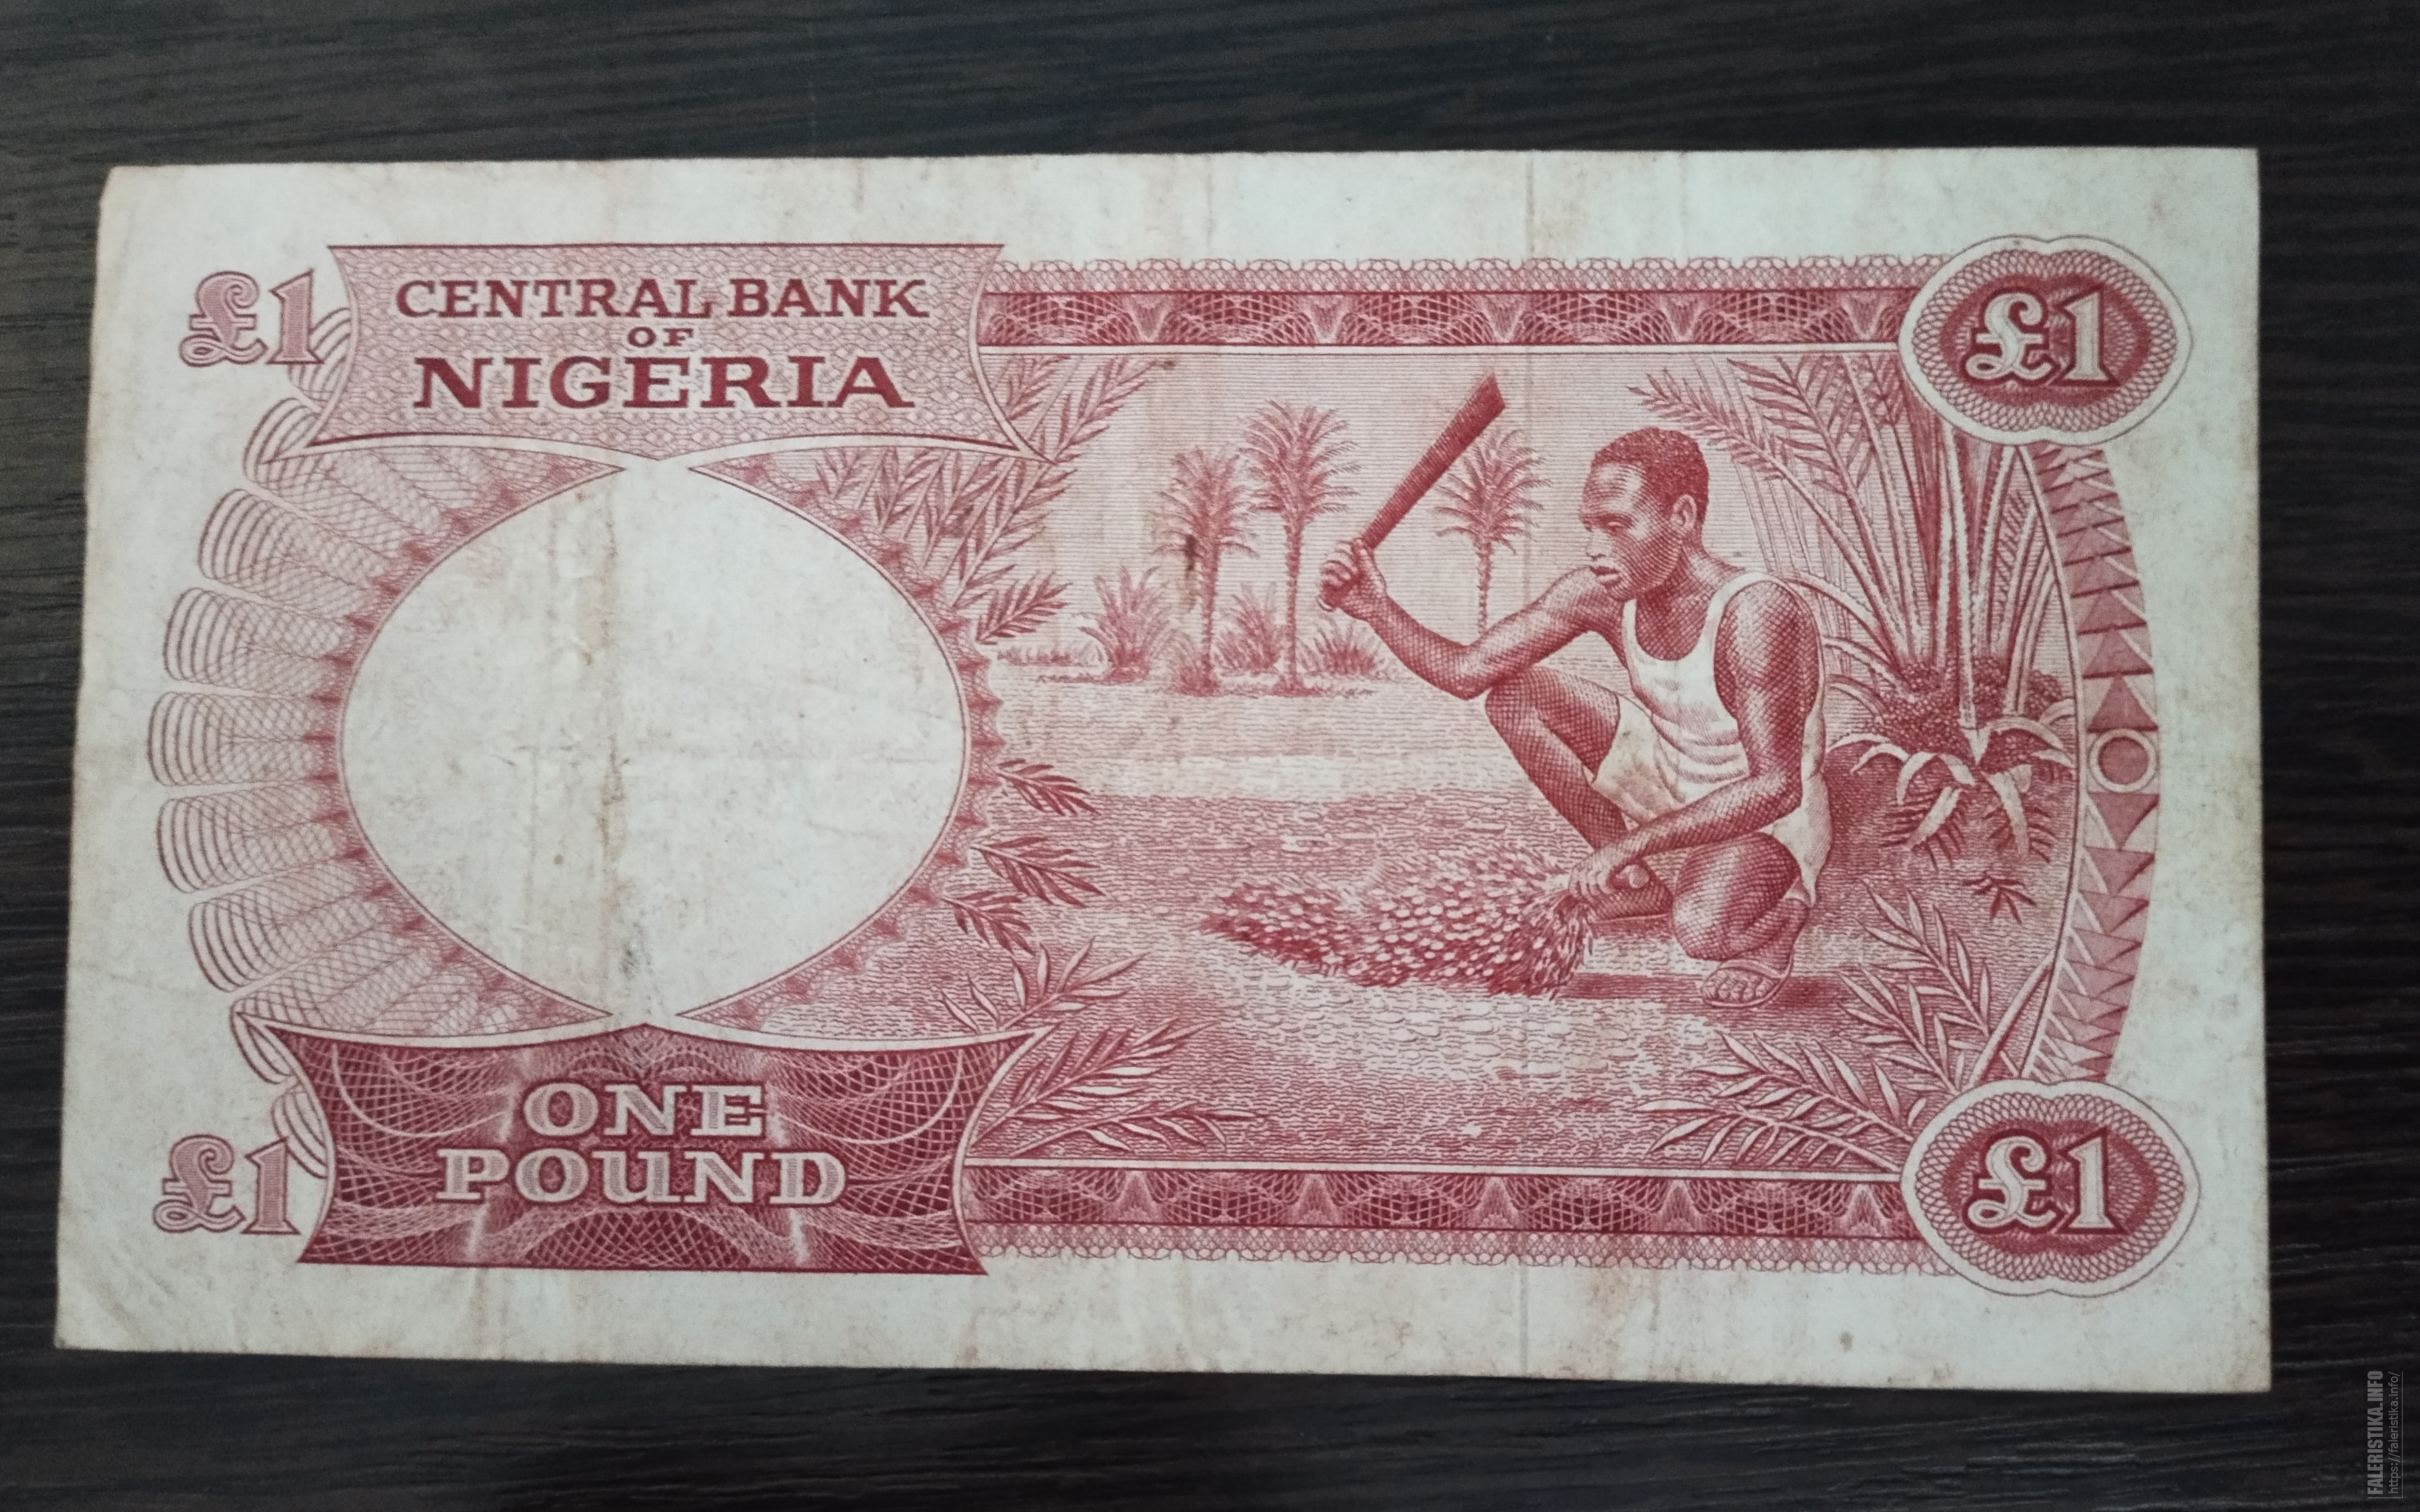 £1
CENTRAL BANK
OF
NIGERIA
£1
ONE
POUND
£1
£1
FALERISTIKA.INFO
https://faleristika.info/